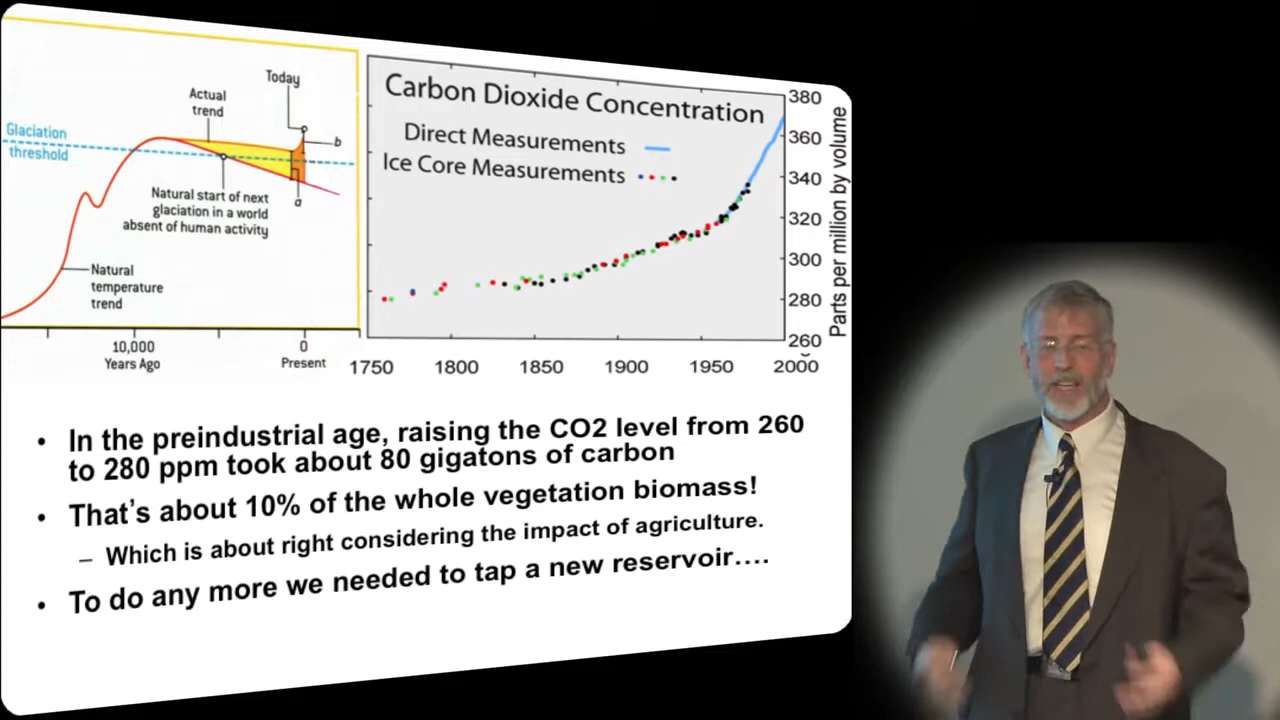 Glaciation
threshold
Actual
trend
Today
b
a
Natural start of next
glaciation in a world
absent of human activity
Natural
temperature
trend
10,000
Years Ago
0
Present
Carbon Dioxide Concentration
Direct Measurements
Ice Core Measurements
380
360
340
320
300
280
260
Parts per million by volume
1750 1800 1850 1900 1950 2000
• In the preindustrial age, raising the CO2 level from 260
to 280 ppm took about 80 gigatons of carbon
• That's about 10% of the whole vegetation biomass!
– Which is about right considering the impact of agriculture.
• To do any more we needed to tap a new reservoir….